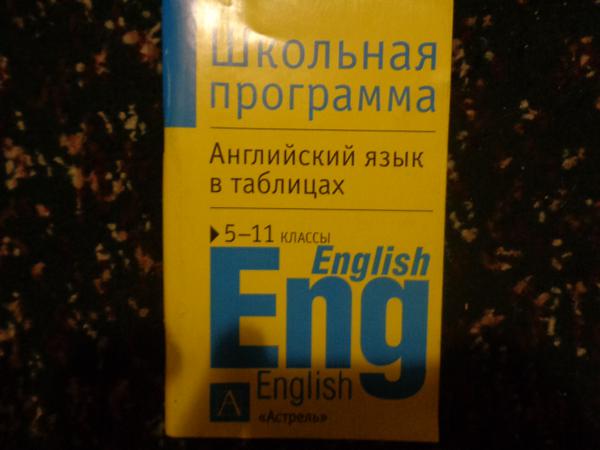 Школьная
программа
Английский язык
в таблицах
5–11 классы
English
Eng
English
А
«Астрель»